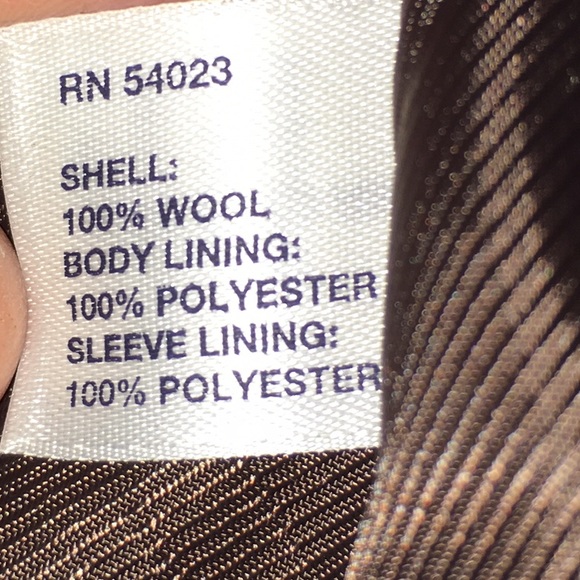 RN 54023
SHELL:
100% WOOL
BODY LINING:
100% POLYESTER
SLEEVE LINING:
100% POLYESTER